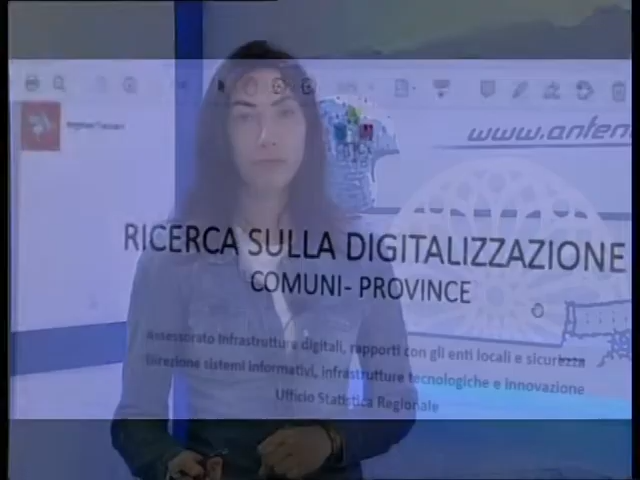 www.anten
RICERCA SULLA DIGITALIZZAZIONE
COMUNI- PROVINCE
Assessorato Infrastrutture digitali, rapporti con gli enti locali e sicurezza
Direzione sistemi informativi, infrastrutture tecnologiche e innovazione
Ufficio Statistica Regionale